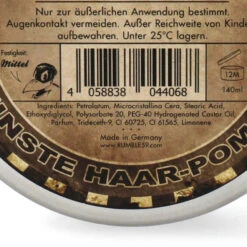 Nur zur äußerlichen Anwendung!
Augenkontakt vermeiden. Außer Reichweite von Kinde
aufbewahren. Unter 25°C lagern.
Festigkeit:
Mittel
12M
140ml
4 058838 044068
Ingredients: Petrolatum, Microcristallina Cera, Stearic Acid,
Ethoxydiglycol, Polysorbate 20, PEG-40 Hydrogenated Castor Oil,
Parfum, Trideceth-9, CI 60725, CI 61565, Limonene
Made in Germany
www.RUMBLE59.com
INSTE HAAR-POM